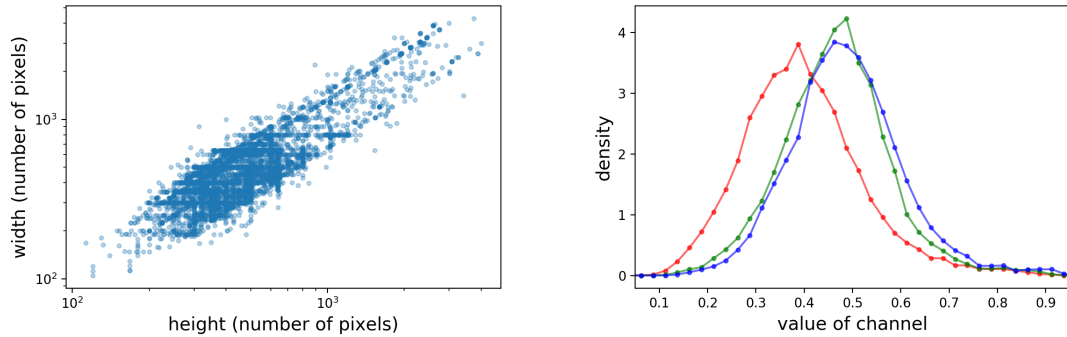 width (number of pixels)
10³
10²
10²
10³
height (number of pixels)
density
4
3
2
1
0
0.1 0.2 0.3 0.4 0.5 0.6 0.7 0.8 0.9
value of channel